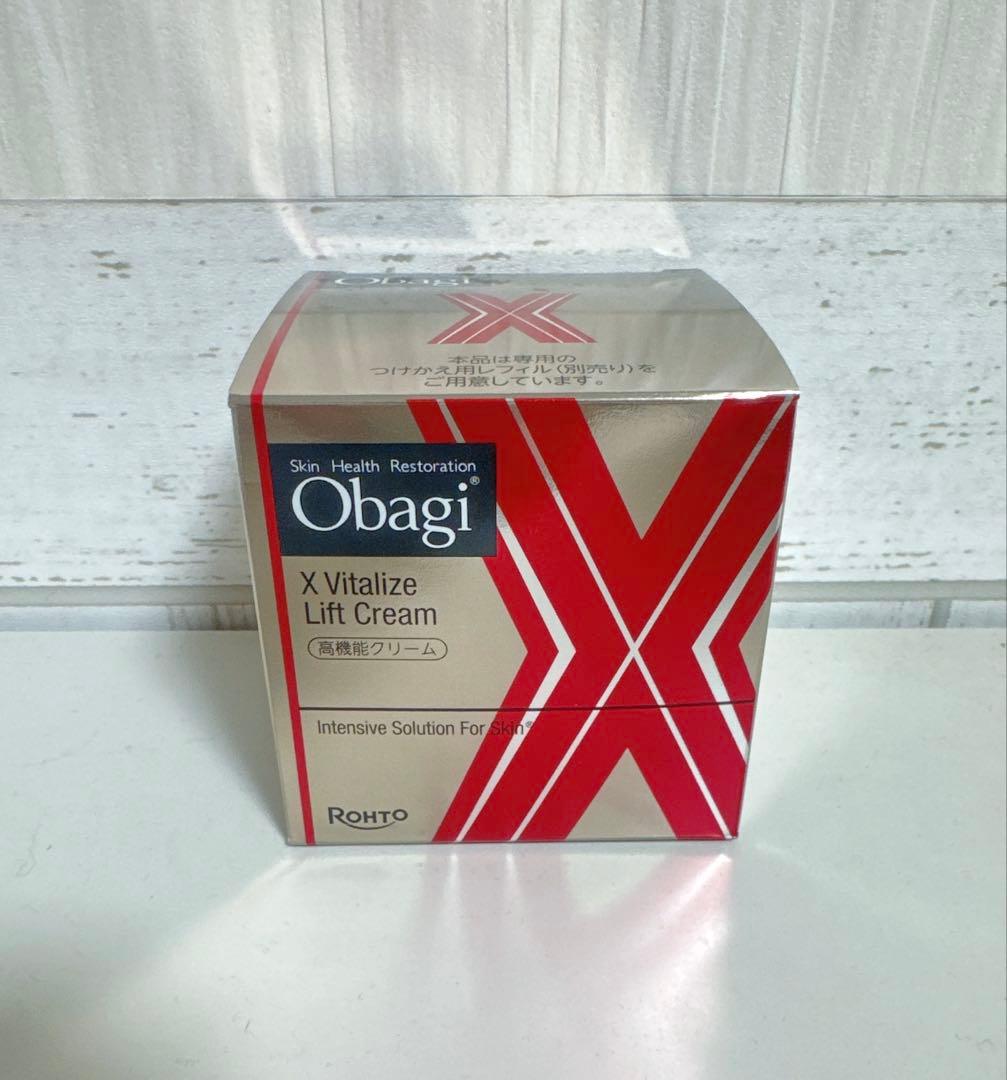 Obagi
X
本品は専用の
つけかえ用レフィル(別売り)を
ご用意しています。
Skin Health Restoration
Obagi®
X Vitalize
Lift Cream
高機能クリーム
Intensive Solution For Skin®
ROHTO